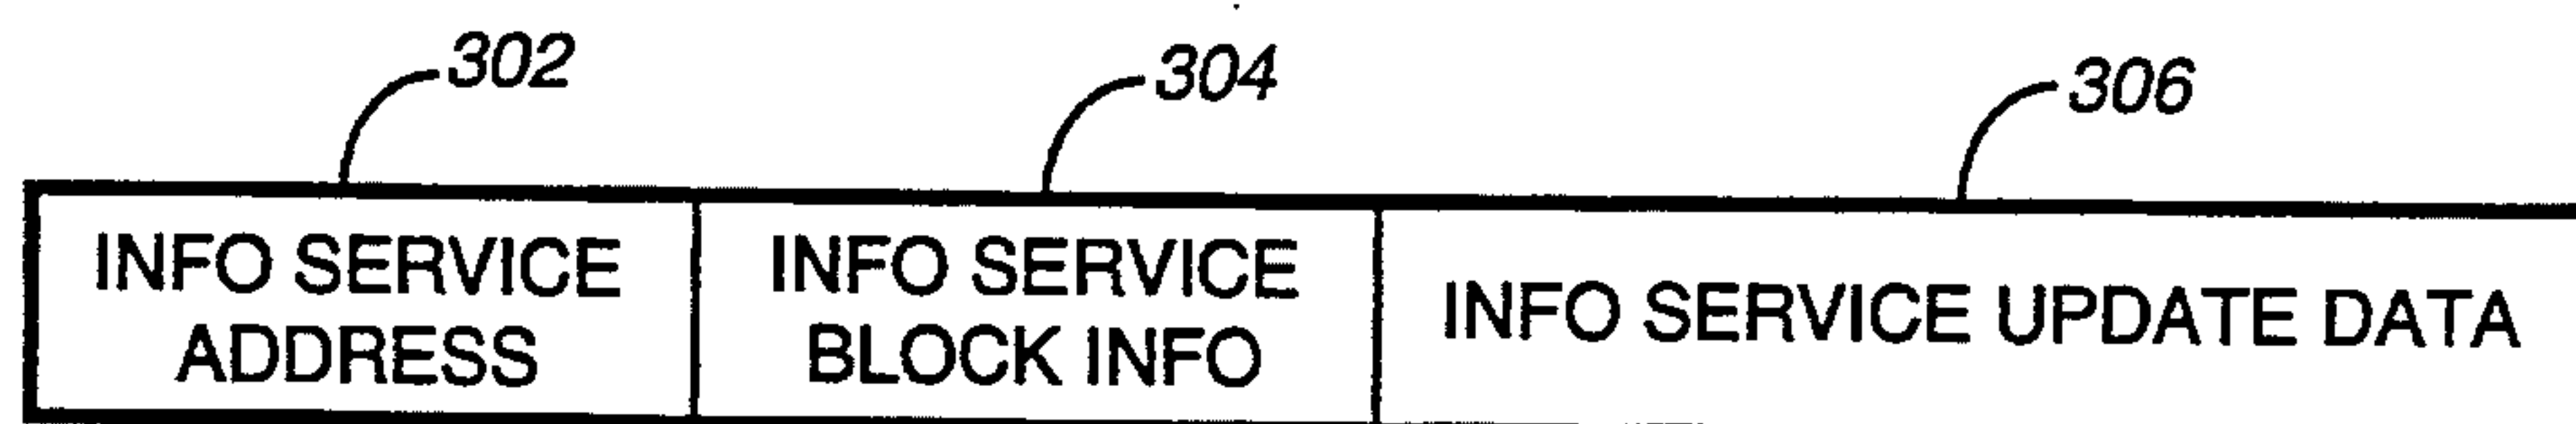 302
304
306
INFO SERVICE
ADDRESS
INFO SERVICE
BLOCK INFO
INFO SERVICE UPDATE DATA